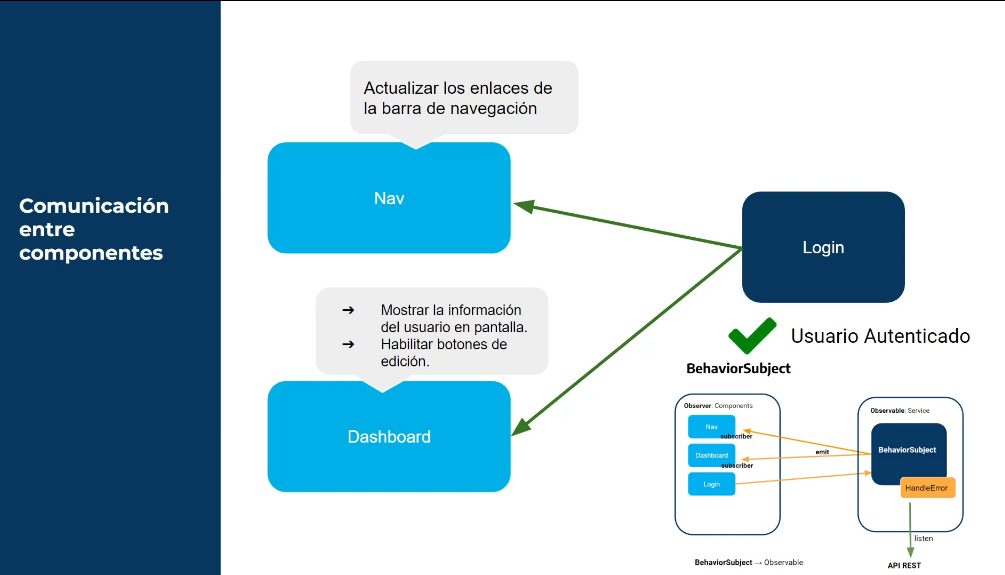 Comunicación
entre
componentes
Actualizar los enlaces de
la barra de navegación
Nav
Login
➔ Mostrar la información
del usuario en pantalla.
➔ Habilitar botones de
edición.
Usuario Autenticado
Dashboard
BehaviorSubject
Observer: Components
Nav
subscriber
Dashboard
subscriber
Login
emit
Observable: Service
BehaviorSubject
HandleError
listen
API REST
BehaviorSubject → Observable